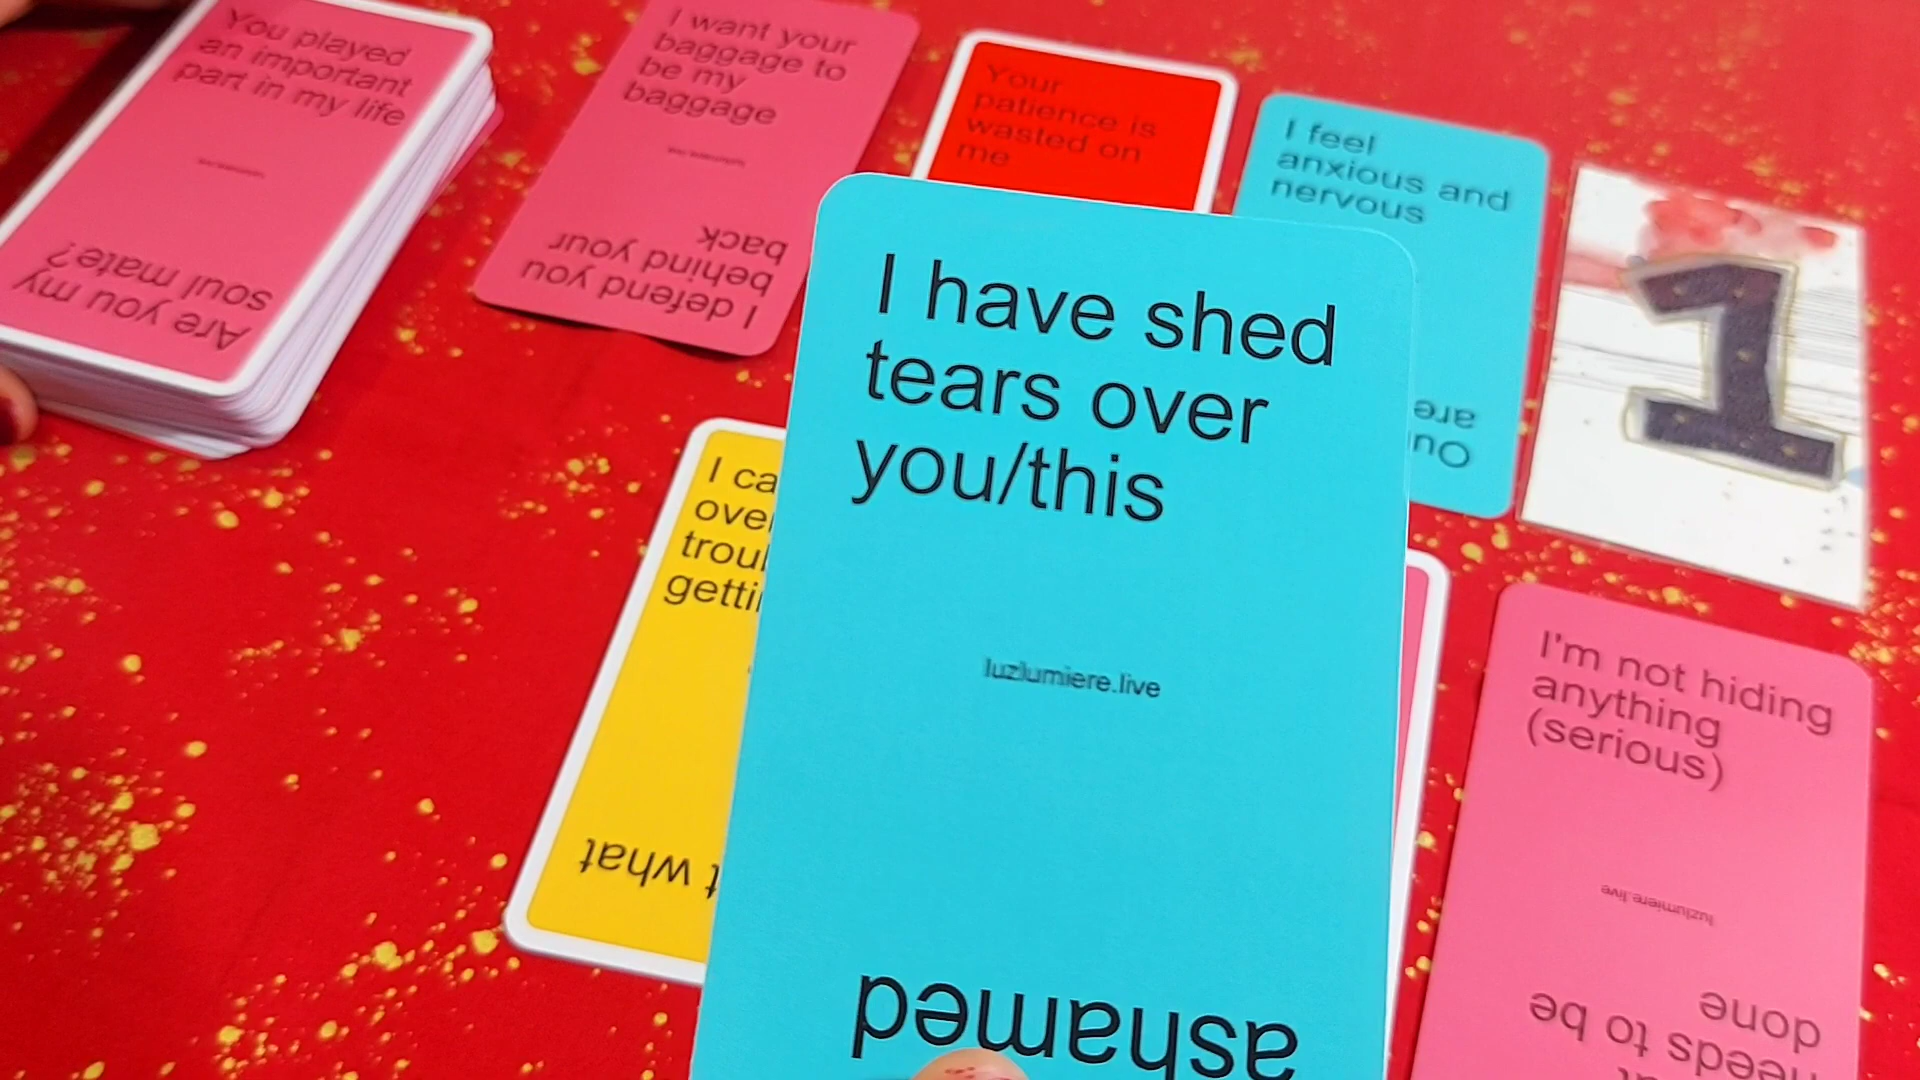 You played
an important
part in my life
Are you my
soul mate?
I want your
baggage to
be my
baggage
I defend you
behind your
back
Your
patience is
wasted on
me
I feel
anxious and
nervous
are
1
I have shed
tears over
you/this
luzlumiere.live
ashamed
I
what
I'm not hiding
anything
(serious)
luzlumiere.live
needs to be
done